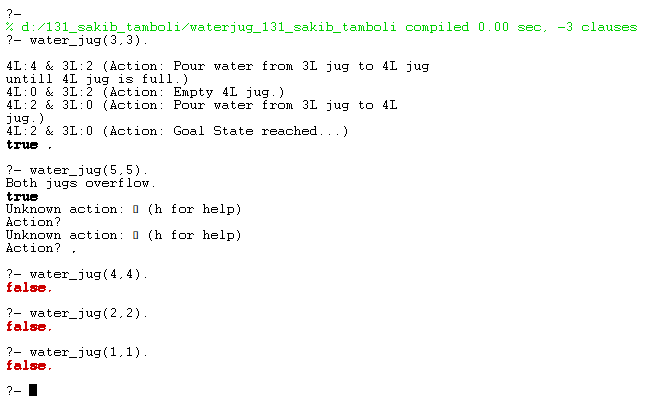 ?-
% d:/131_sakib_tamboli/waterjug_131_sakib_tamboli compiled 0.00 sec, -3 clauses
?- water_jug(3,3).
4L:4 & 3L:2 (Action: Pour water from 3L jug to 4L jug
untill 4L jug is full.)
4L:0 & 3L:2 (Action: Empty 4L jug.)
4L:2 & 3L:0 (Action: Pour water from 3L jug to 4L
jug.)
4L:2 & 3L:0 (Action: Goal State reached...)
true .
?- water_jug(5,5).
Both jugs overflow.
true
Unknown action: ▯ (h for help)
Action?
Unknown action: ▯ (h for help)
Action? .
?- water_jug(4,4).
false.
?- water_jug(2,2).
false.
?- water_jug(1,1).
false.
?-